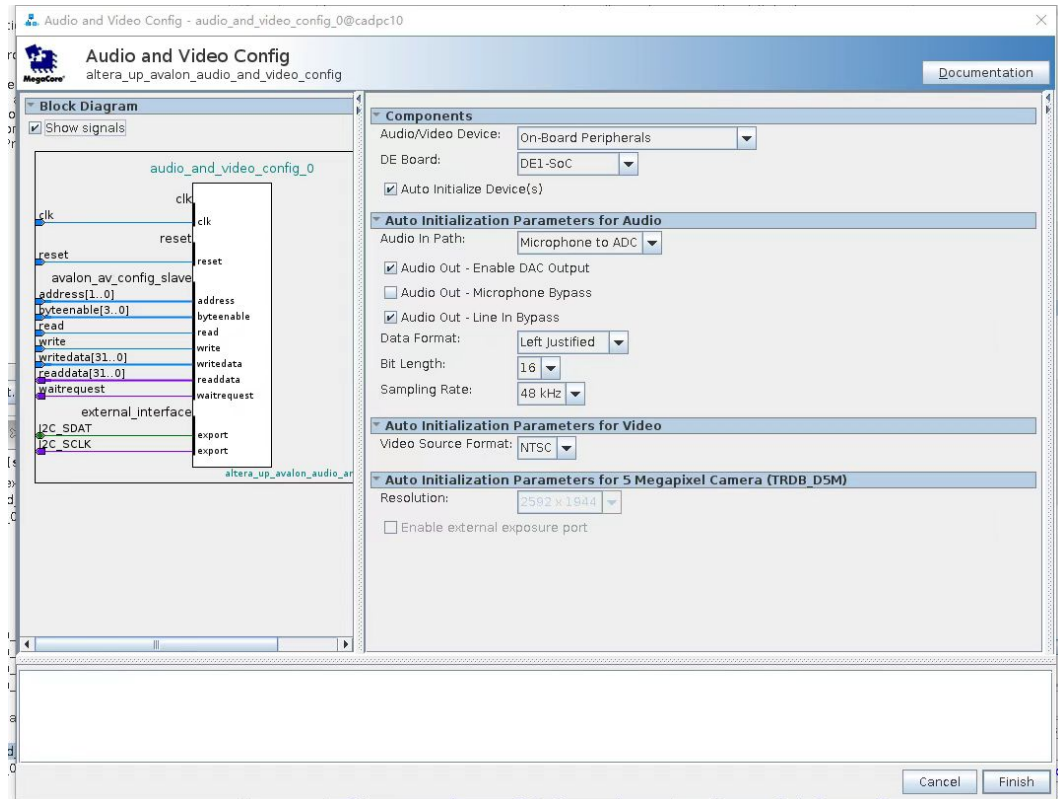 Audio and Video Config - audio_and_video_config_0@cadpc10
Audio and Video Config
altera_up_avalon_audio_and_video_config
MegaCore®
Documentation
Block Diagram
Show signals
audio_and_video_config_0
clk
clk
clk
reset
reset
reset
avalon_av_config_slave
address[1..0]
address
byteenable[3..0]
byteenable
read
read
write
write
writedata[31..0]
writedata
readdata[31..0]
readdata
waitrequest
waitrequest
external_interface
I2C_SDAT
export
I2C_SCLK
export
altera_up_avalon_audio_an
Components
Audio/Video Device: On-Board Peripherals
DE Board: DE1-SoC
Auto Initialize Device(s)
Auto Initialization Parameters for Audio
Audio In Path: Microphone to ADC
Audio Out - Enable DAC Output
Audio Out - Microphone Bypass
Audio Out - Line In Bypass
Data Format: Left Justified
Bit Length: 16
Sampling Rate: 48 kHz
Auto Initialization Parameters for Video
Video Source Format: NTSC
Auto Initialization Parameters for 5 Megapixel Camera (TRDB_D5M)
Resolution: 2592 x 1944
Enable external exposure port
Cancel
Finish